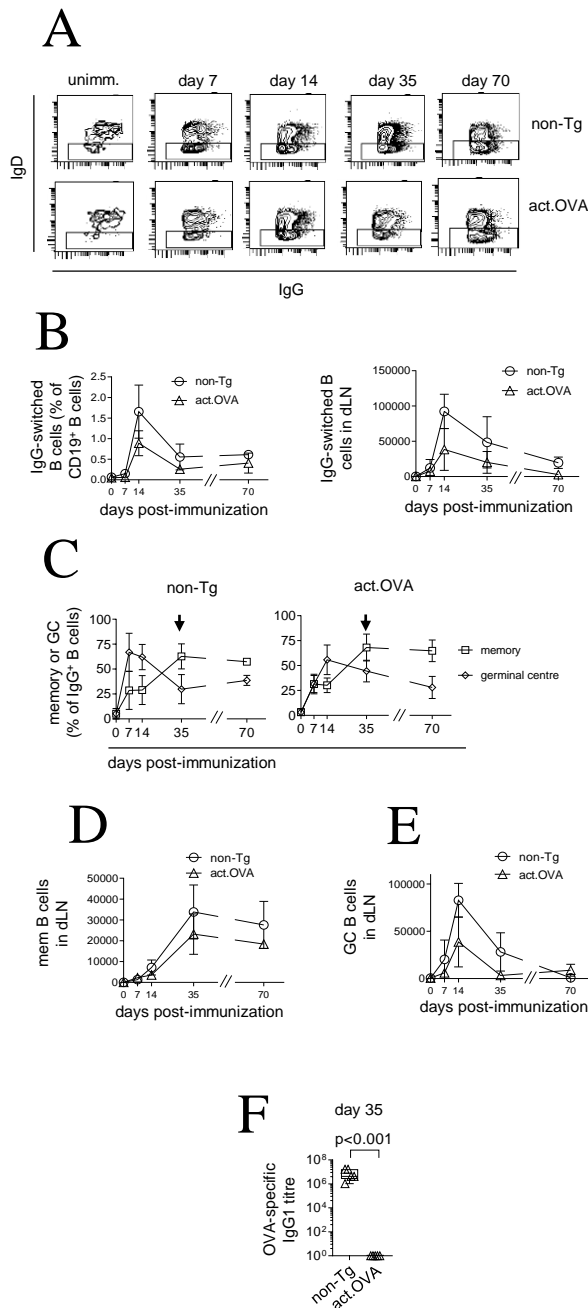 A
unimm. day 7 day 14 day 35 day 70
non-Tg
IgD
act.OVA
IgG
B
IgG-switched
B cells (% of
CD19+ B cells)
2.5
2.0
1.5
1.0
0.5
0.0
non-Tg
act.OVA
0 7 14 35 70
days post-immunization
IgG-switched B
cells in dLN
150000
100000
50000
0
non-Tg
act.OVA
0 7 14 35 70
days post-immunization
C
non-Tg act.OVA
memory or GC
(% of IgG+ B cells)
100
75
50
25
0
0 7 14 35 70
100
75
50
25
0
0 7 14 35 70
memory
germinal centre
days post-immunization
D
non-Tg
act.OVA
mem B cells
in dLN
50000
40000
30000
20000
10000
0
0 7 14 35 70
days post-immunization
E
non-Tg
act.OVA
GC B cells
in dLN
100000
50000
0
0 7 14 35 70
days post-immunization
F
day 35
p<0.001
OVA-specific
IgG1 titre
10^8
10^6
10^4
10^2
10^0
non-Tg
act.OVA